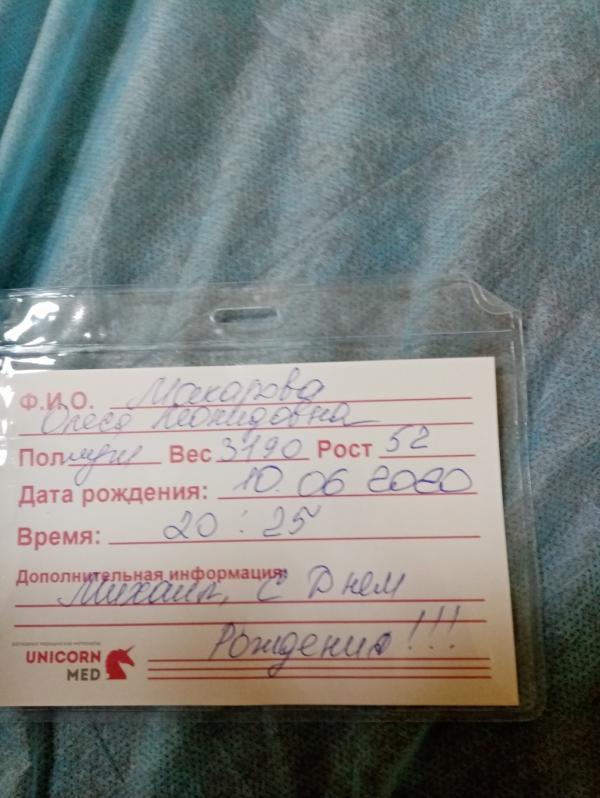 Ф.И.О. Макарова
Олеся Леонидовна
Пол муж Вес 3190 Рост 52
Дата рождения: 10.06 2020
Время: 20:25
Дополнительная информация:
Михаил, с Днем
Рождения!!!
UNICORN
MED